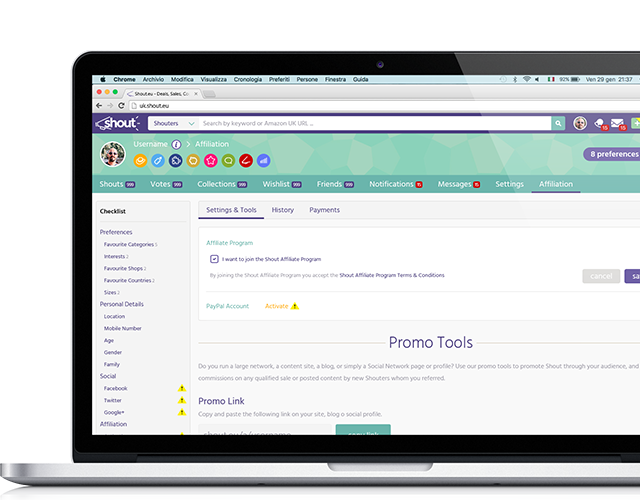 Chrome Archivio Modifica Visualizza Cronologia Preferiti Persone Finestra Guida 92% Ven 29 gen 21:37
Shout.eu - Deals, Sales, Co
uk.shout.eu
shout Shouters Search by keyword or Amazon UK URL ... 15 15
Username > Affiliation
8 preferences
Shouts 999 Votes 999 Collections 999 Wishlist 999 Friends 999 Notifications 15 Messages 15 Settings Affiliation
Checklist
Preferences
Favourite Categories 5
Interests 2
Favourite Shops 2
Favourite Countries 2
Sizes 2
Personal Details
Location
Mobile Number
Age
Gender
Family
Social
Facebook
Twitter
Google+
Affiliation
Settings & Tools History Payments
Affiliate Program
I want to join the Shout Affiliate Program
By joining the Shout Affiliate Program you accept the Shout Affiliate Program Terms & Conditions
cancel sa
PayPal Account Activate
Promo Tools
Do you run a large network, a content site, a blog, or simply a Social Network page or profile? Use our promo tools to promote Shout through your audience, and
commissions on any qualified sale or posted content by new Shouters whom you referred.
Promo Link
Copy and paste the following link on your site, blog o social profile.
shout.eu/a/username copy link